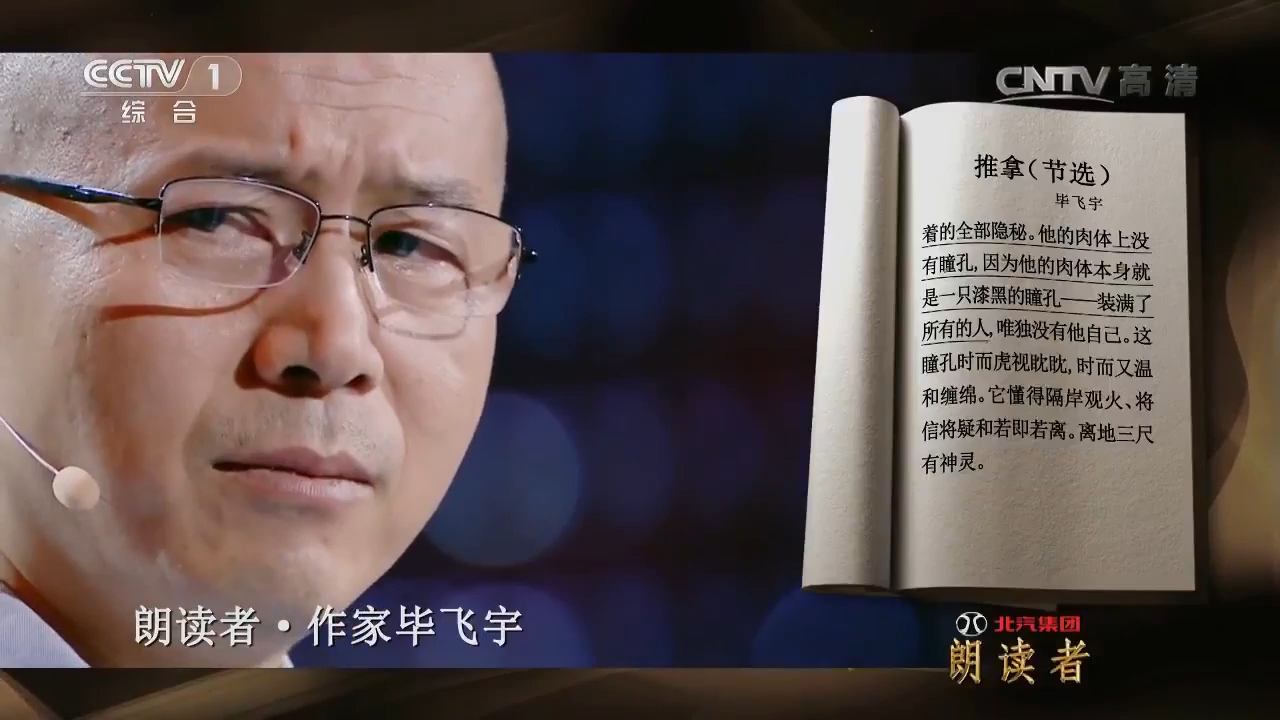 CCTV 1
综合
CNTV 高清
推拿(节选)
毕飞宇
着的全部隐秘。他的肉体上没
有瞳孔,因为他的肉体本身就
是一只漆黑的瞳孔——装满了
所有的人,唯独没有他自己。这
瞳孔时而虎视眈眈,时而又温
和缠绵。它懂得隔岸观火、将
信将疑和若即若离。离地三尺
有神灵。
朗读者·作家毕飞宇
北汽集团
朗读者